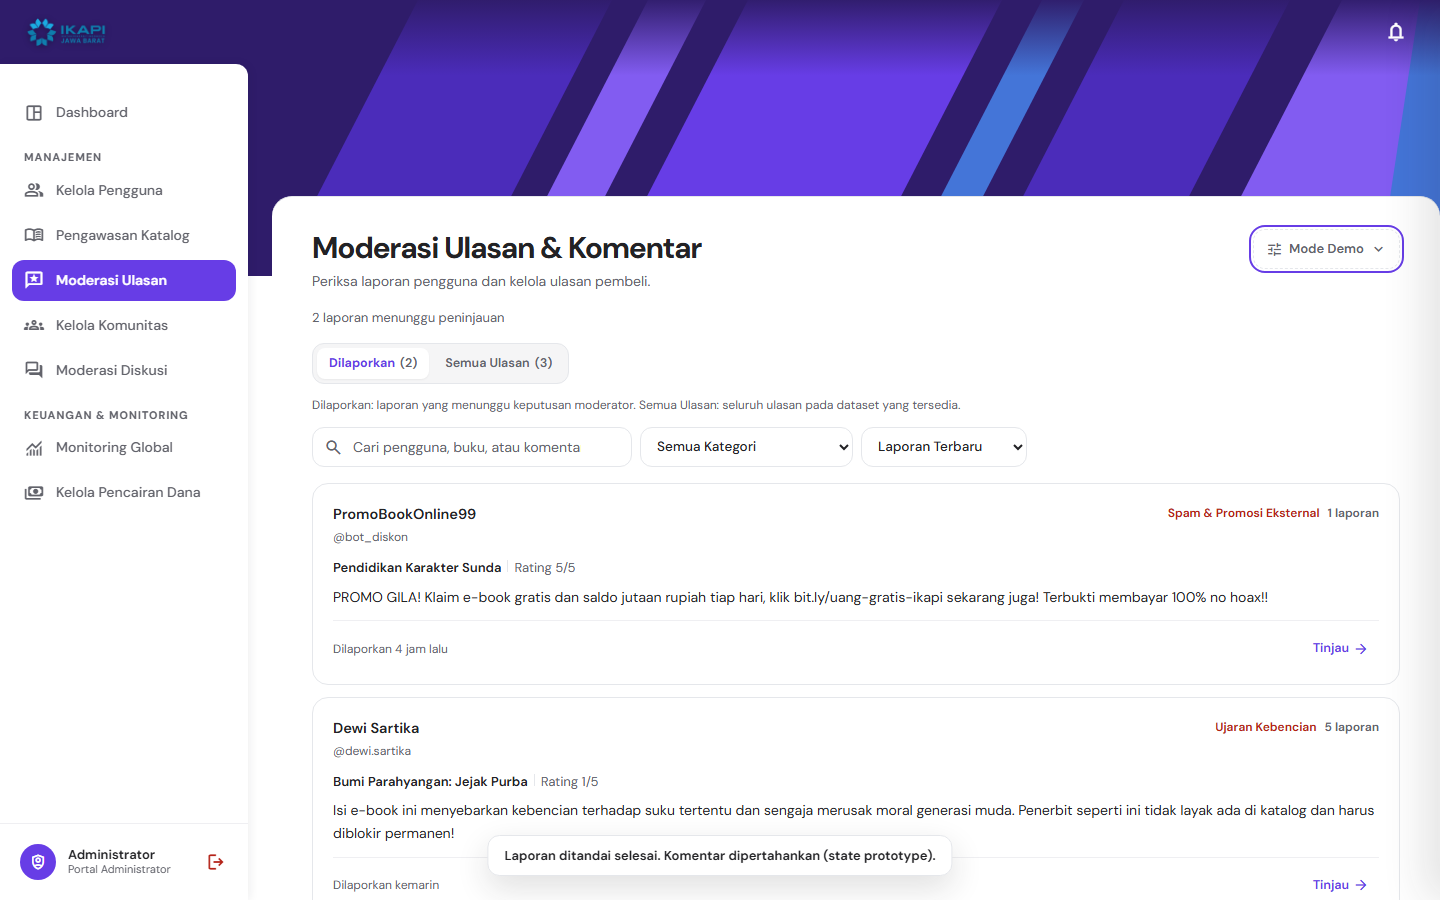 IKAPI
JAWA BARAT
Dashboard
MANAJEMEN
Kelola Pengguna
Pengawasan Katalog
Moderasi Ulasan
Kelola Komunitas
Moderasi Diskusi
KEUANGAN & MONITORING
Monitoring Global
Kelola Pencairan Dana
Administrator
Portal Administrator
Moderasi Ulasan & Komentar
Mode Demo
Periksa laporan pengguna dan kelola ulasan pembeli.
2 laporan menunggu peninjauan
Dilaporkan (2) Semua Ulasan (3)
Dilaporkan: laporan yang menunggu keputusan moderator. Semua Ulasan: seluruh ulasan pada dataset yang tersedia.
Cari pengguna, buku, atau komenta Semua Kategori Laporan Terbaru
PromoBookOnline99 Spam & Promosi Eksternal 1 laporan
@bot_diskon
Pendidikan Karakter Sunda Rating 5/5
PROMO GILA! Klaim e-book gratis dan saldo jutaan rupiah tiap hari, klik bit.ly/uang-gratis-ikapi sekarang juga! Terbukti membayar 100% no hoax!!
Dilaporkan 4 jam lalu Tinjau
Dewi Sartika Ujaran Kebencian 5 laporan
@dewi.sartika
Bumi Parahyangan: Jejak Purba Rating 1/5
Isi e-book ini menyebarkan kebencian terhadap suku tertentu dan sengaja merusak moral generasi muda. Penerbit seperti ini tidak layak ada di katalog dan harus
diblokir permanen!
Laporan ditandai selesai. Komentar dipertahankan (state prototype).
Dilaporkan kemarin Tinjau